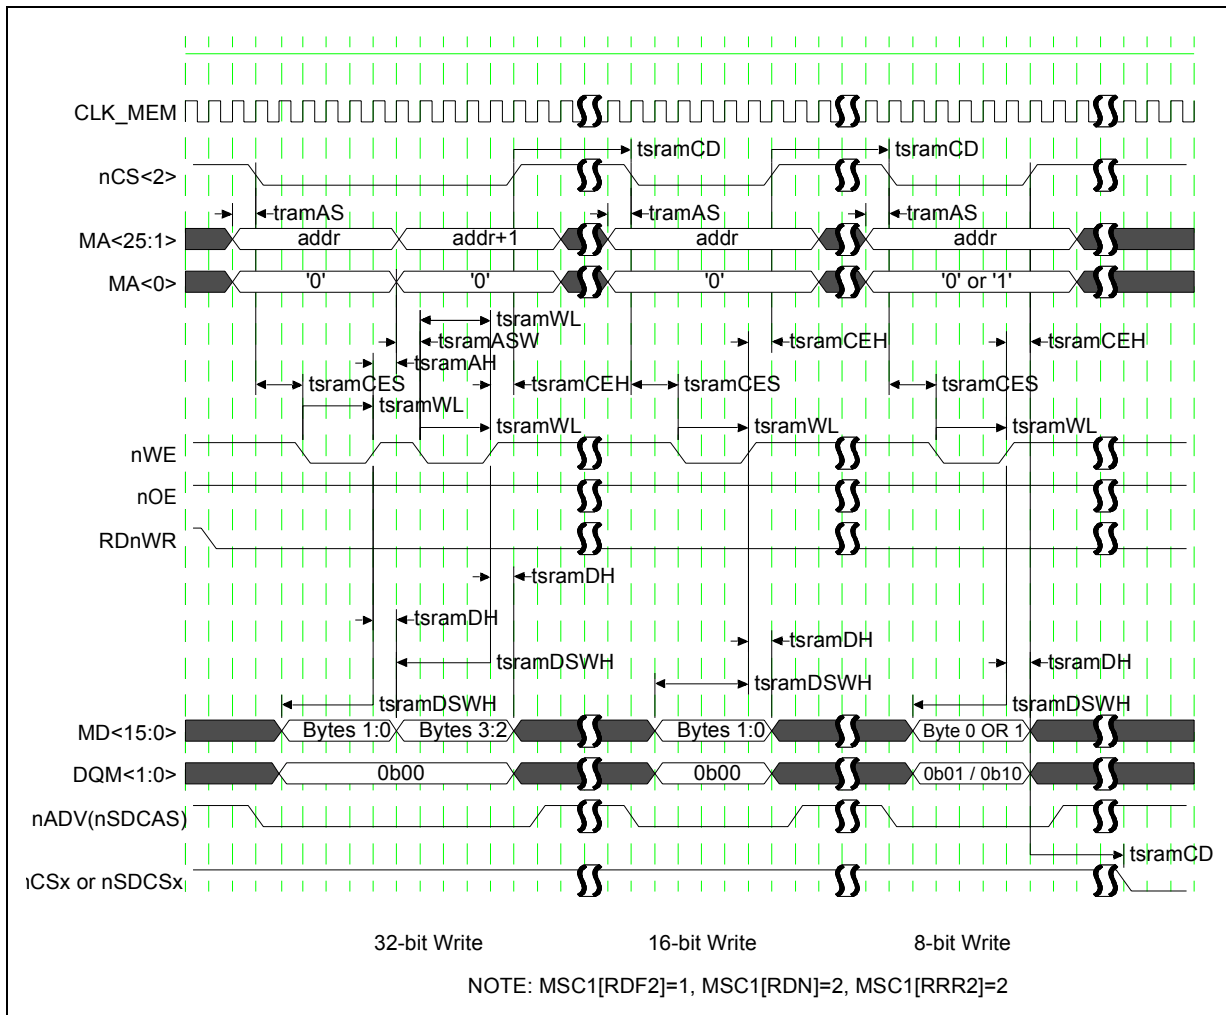 CLK_MEM
tsramCD tsramCD
nCS<2>
tramAS tramAS tramAS
MA<25:1> addr addr+1 addr addr
MA<0> '0' '0' '0' '0' or '1'
tsramWL
tsramASW tsramCEH tsramCEH
tsramAH
tsramCES tsramCEH tsramCES tsramCES
tsramWL
tsramWL tsramWL tsramWL
nWE
nOE
RDnWR
tsramDH
tsramDH
tsramDH
tsramDSWH tsramDH
tsramDSWH
tsramDSWH tsramDSWH
MD<15:0> Bytes 1:0 Bytes 3:2 Bytes 1:0 Byte 0 OR 1
DQM<1:0> 0b00 0b00 0b01 / 0b10
nADV(nSDCAS)
tsramCD
CSx or nSDCSx
32-bit Write 16-bit Write 8-bit Write
NOTE: MSC1[RDF2]=1, MSC1[RDN]=2, MSC1[RRR2]=2